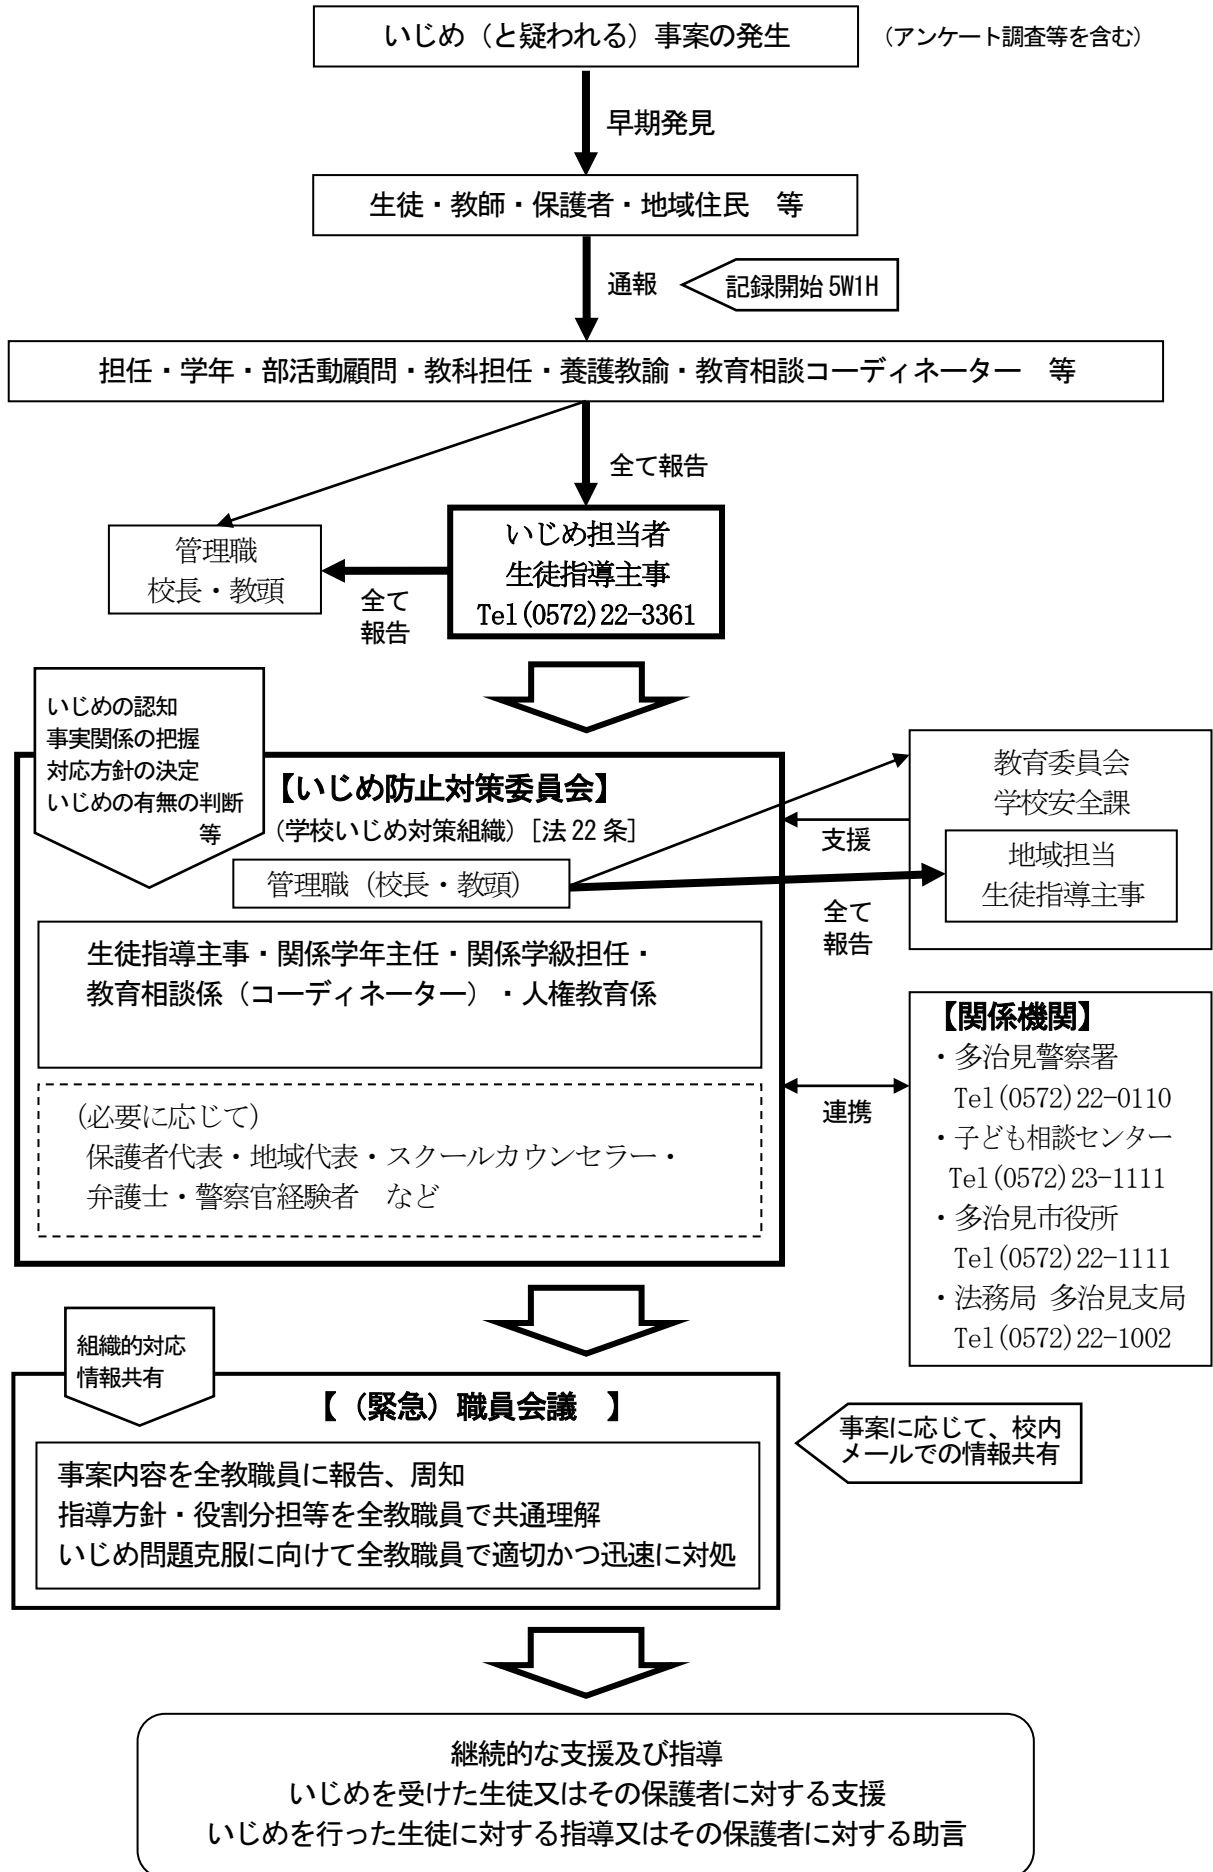 いじめ（と疑われる）事案の発生
（アンケート調査等を含む）
早期発見
生徒・教師・保護者・地域住民　等
通報
記録開始 5W1H
担任・学年・部活動顧問・教科担任・養護教諭・教育相談コーディネーター　等
全て報告
いじめ担当者
生徒指導主事
Tel(0572)22-3361
管理職
校長・教頭
全て
報告
いじめの認知
事実関係の把握
対応方針の決定
いじめの有無の判断
等
【いじめ防止対策委員会】
（学校いじめ対策組織）［法 22 条］
管理職（校長・教頭）
生徒指導主事・関係学年主任・関係学級担任・
教育相談係（コーディネーター）・人権教育係
（必要に応じて）
保護者代表・地域代表・スクールカウンセラー・
弁護士・警察官経験者　など
教育委員会
学校安全課
地域担当
生徒指導主事
支援
全て
報告
連携
【関係機関】
・多治見警察署
Tel(0572)22-0110
・子ども相談センター
Tel(0572)23-1111
・多治見市役所
Tel(0572)22-1111
・法務局 多治見支局
Tel(0572)22-1002
組織的対応
情報共有
【（緊急）職員会議　】
事案内容を全教職員に報告、周知
指導方針・役割分担等を全教職員で共通理解
いじめ問題克服に向けて全教職員で適切かつ迅速に対処
事案に応じて、校内
メールでの情報共有
継続的な支援及び指導
いじめを受けた生徒又はその保護者に対する支援
いじめを行った生徒に対する指導又はその保護者に対する助言